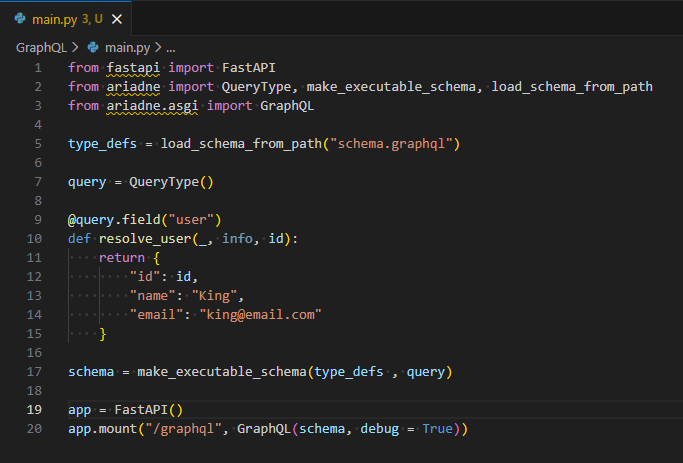 main.py 3, U
GraphQL > main.py > ...
1 from fastapi import FastAPI
2 from ariadne import QueryType, make_executable_schema, load_schema_from_path
3 from ariadne.asgi import GraphQL
4
5 type_defs = load_schema_from_path("schema.graphql")
6
7 query = QueryType()
8
9 @query.field("user")
10 def resolve_user(_, info, id):
11     return {
12         "id": id,
13         "name": "King",
14         "email": "king@email.com"
15     }
16
17 schema = make_executable_schema(type_defs , query)
18
19 app = FastAPI()
20 app.mount("/graphql", GraphQL(schema, debug = True))